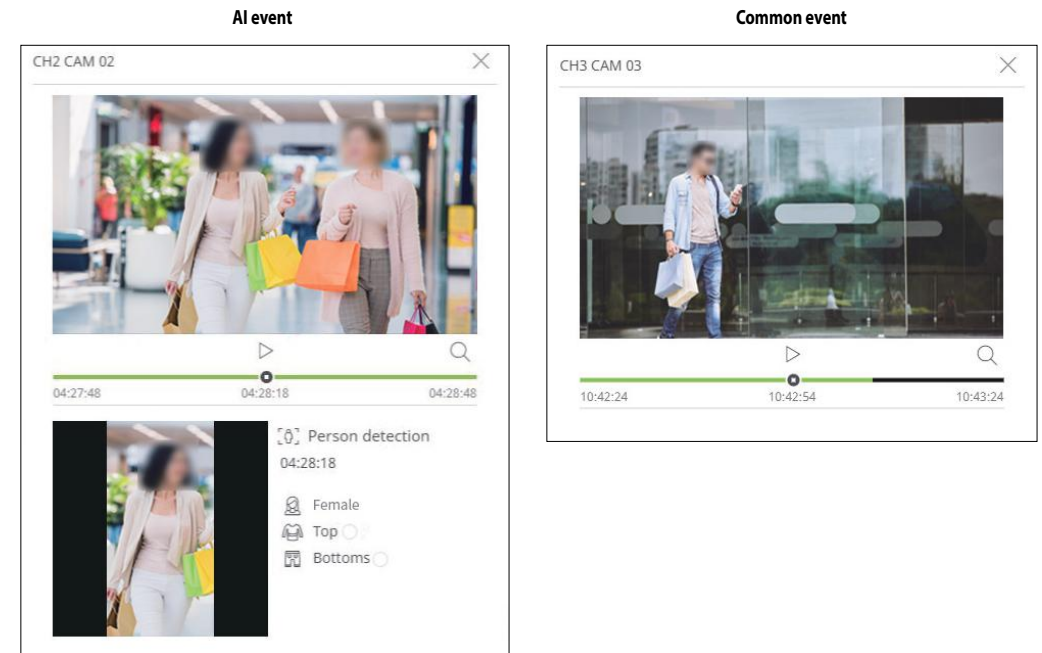 AI event
CH2 CAM 02
04:27:48 04:28:18 04:28:48
Person detection
04:28:18
Female
Top
Bottoms
Common event
CH3 CAM 03
10:42:24 10:42:54 10:43:24